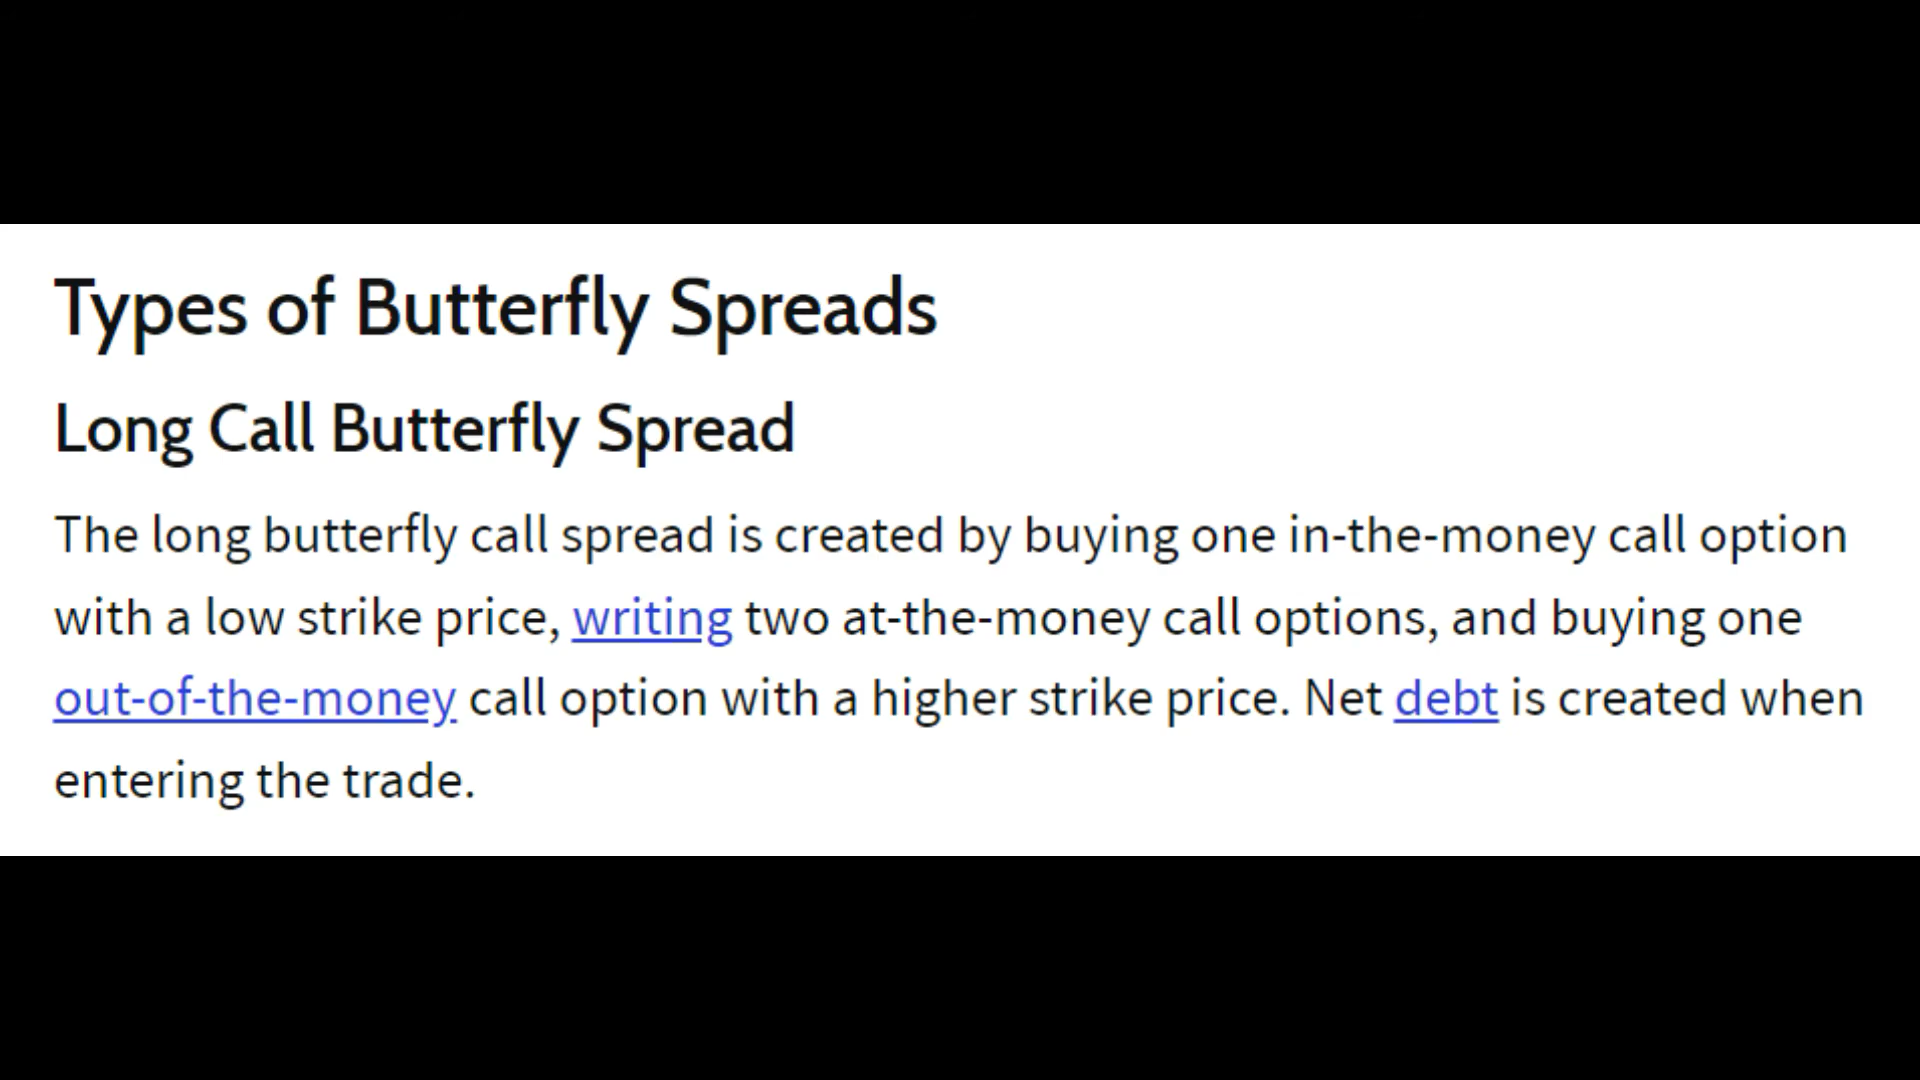 Types of Butterfly Spreads
Long Call Butterfly Spread
The long butterfly call spread is created by buying one in-the-money call option
with a low strike price, writing two at-the-money call options, and buying one
out-of-the-money call option with a higher strike price. Net debt is created when
entering the trade.